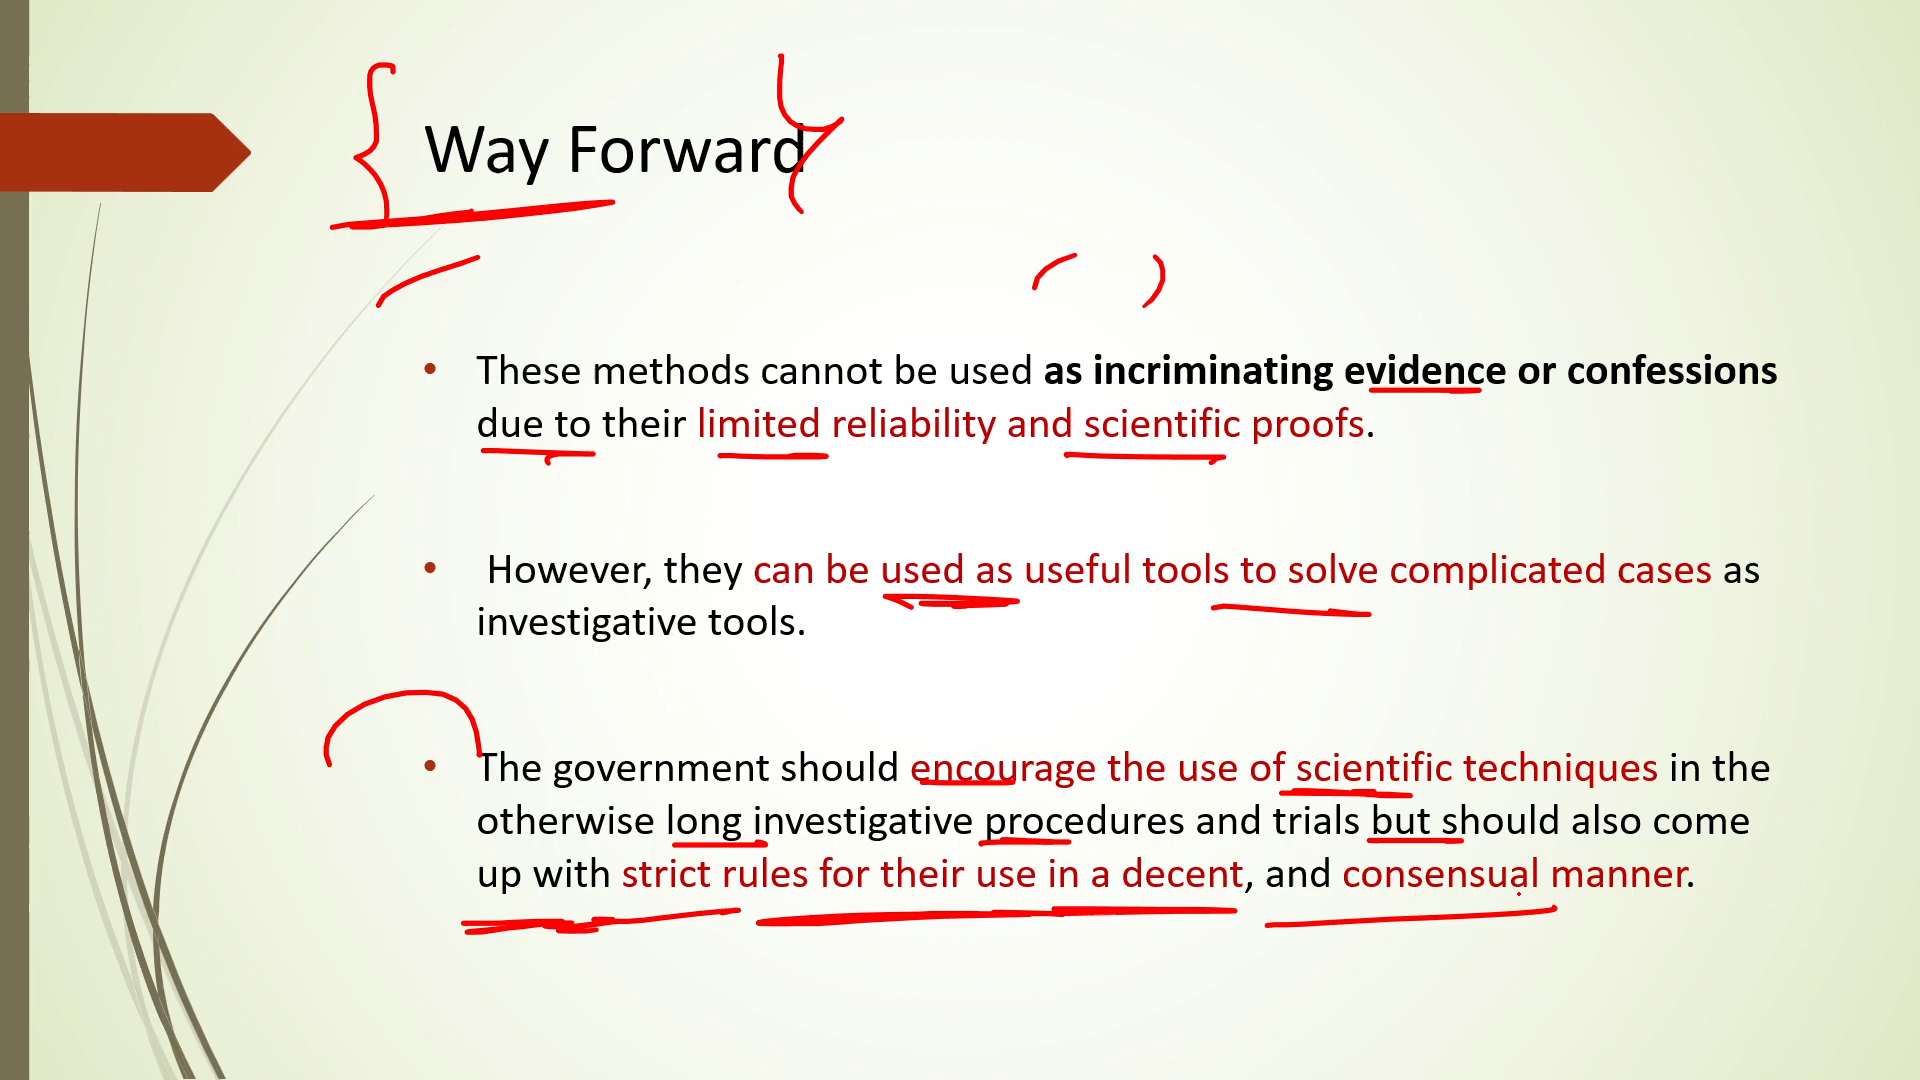 Way Forward
• These methods cannot be used as incriminating evidence or confessions
due to their limited reliability and scientific proofs.
• However, they can be used as useful tools to solve complicated cases as
investigative tools.
• The government should encourage the use of scientific techniques in the
otherwise long investigative procedures and trials but should also come
up with strict rules for their use in a decent, and consensual manner.